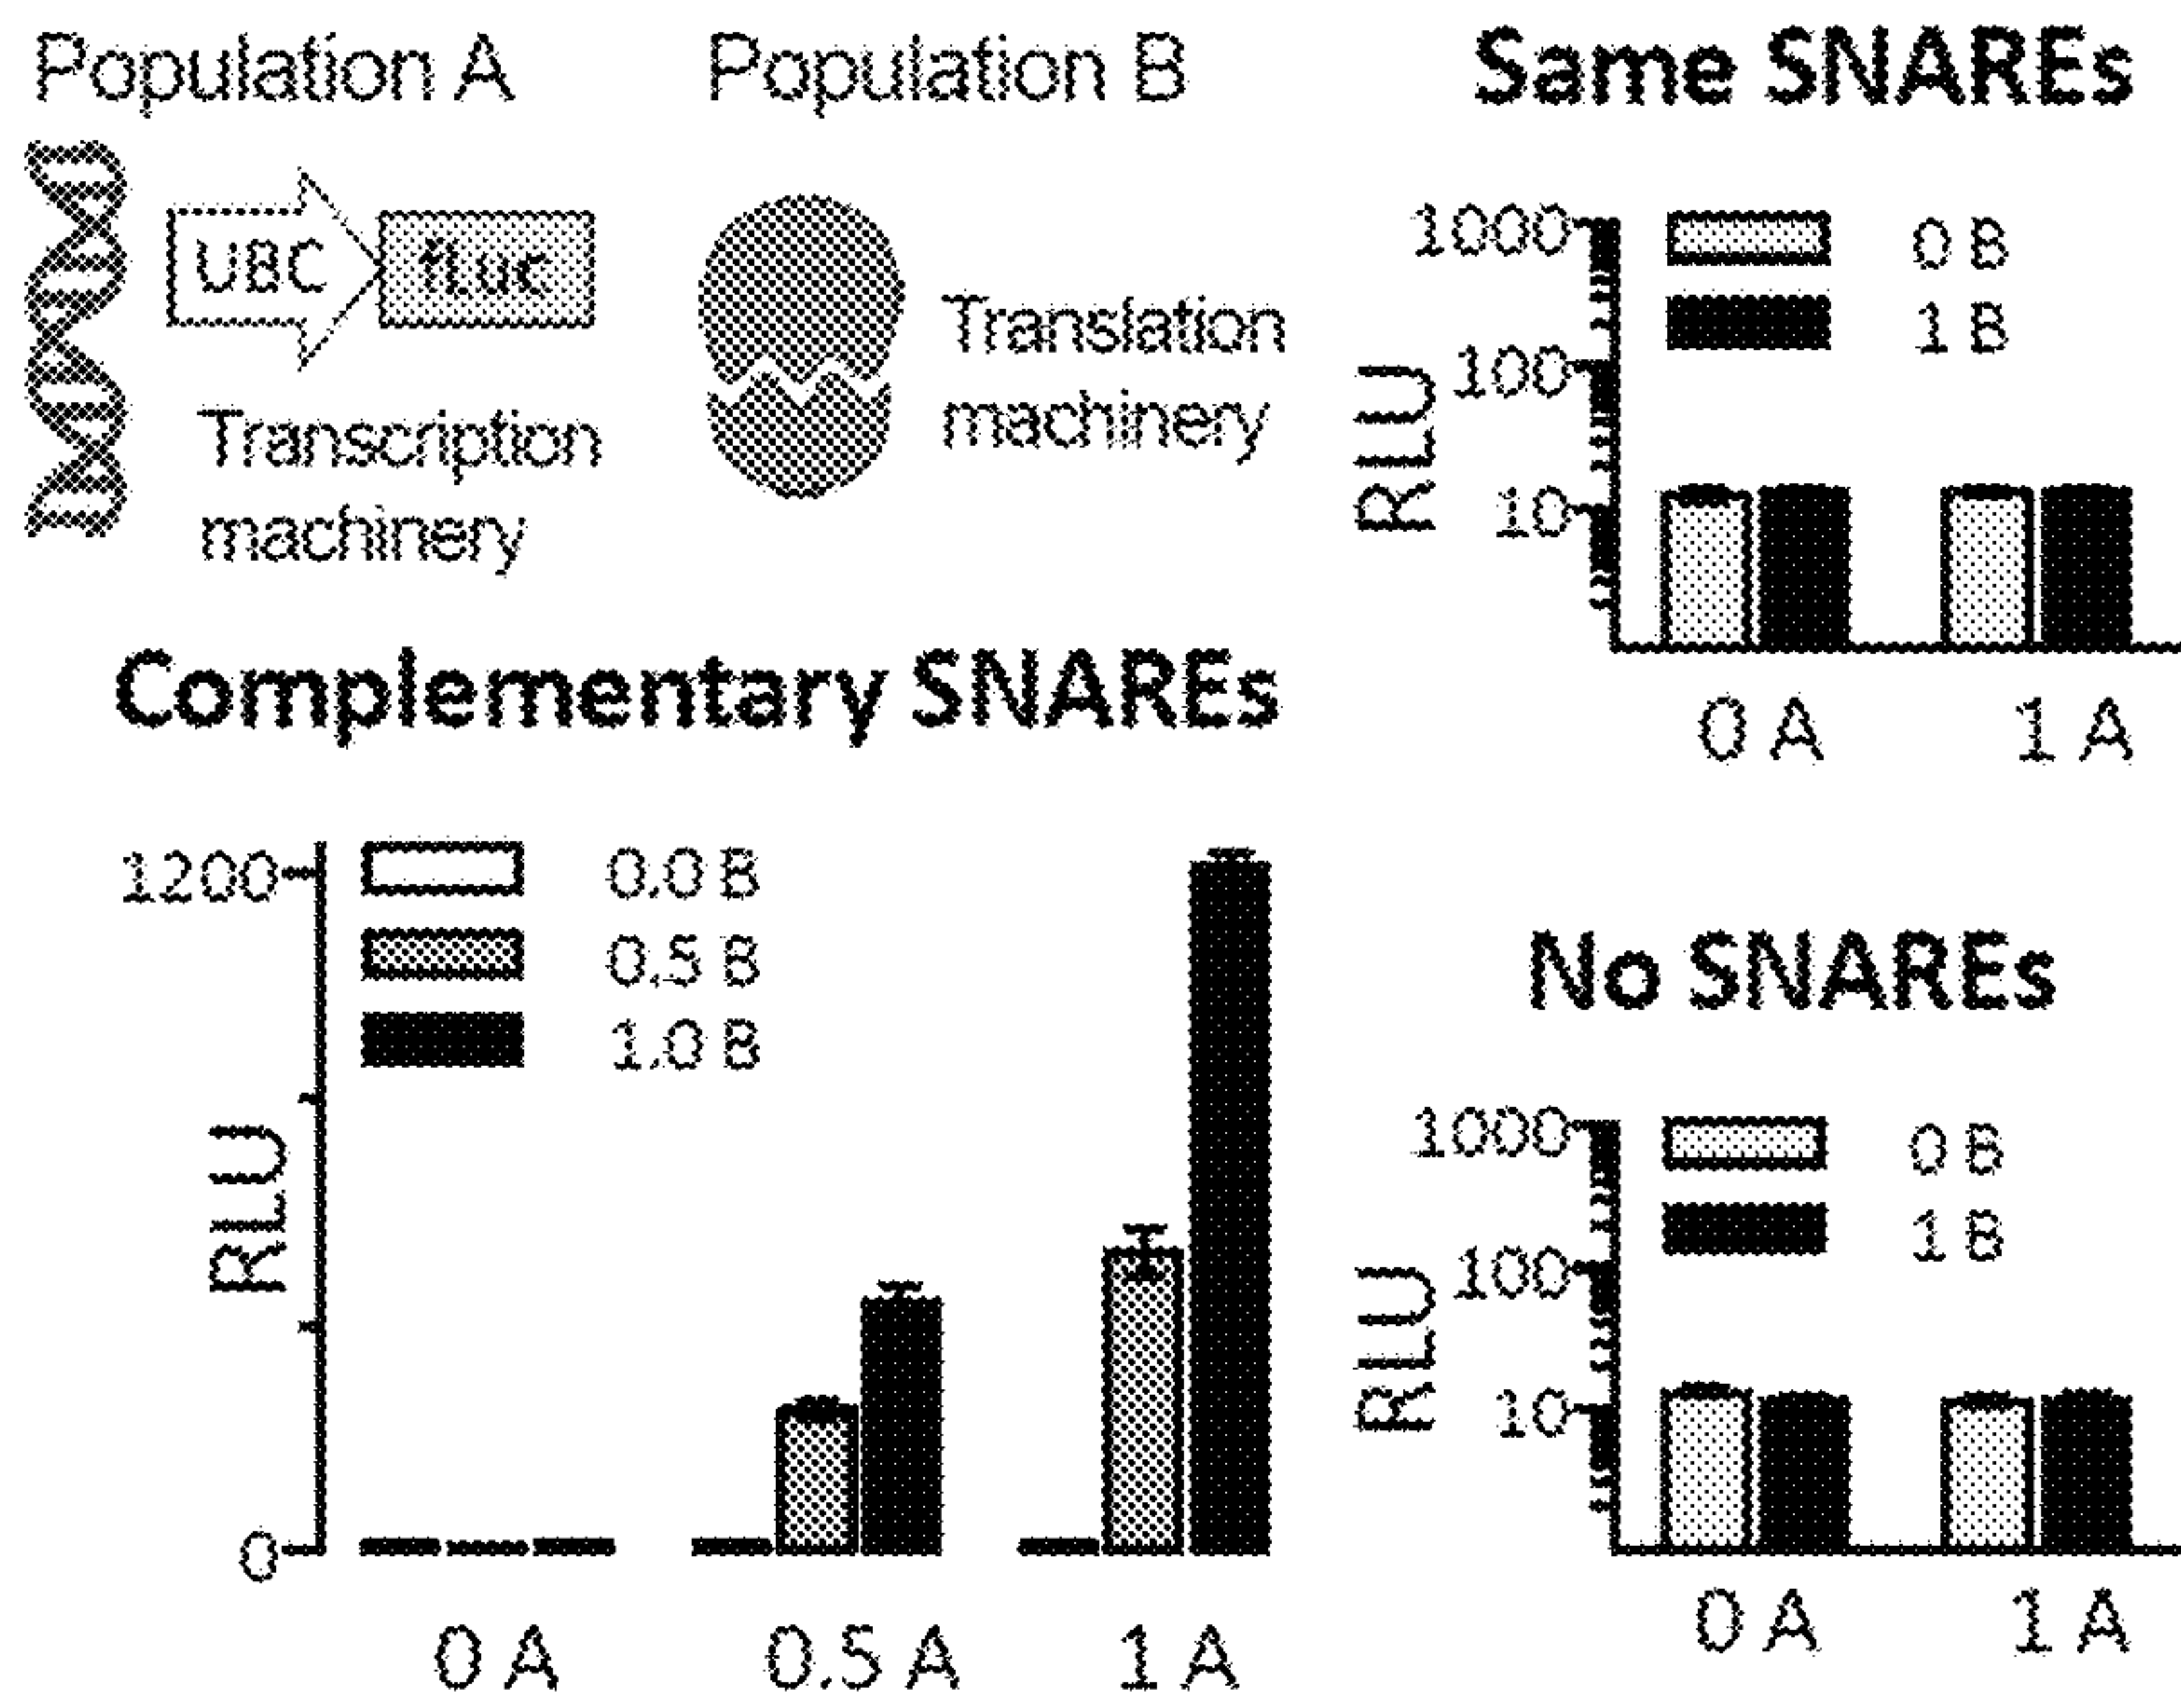 Population A
UBC
fLuc
Transcription
machinery
Population B
Translation
machinery
Same SNAREs
1000
100
10
RLU
0 B
1 B
0 A
1 A
Complementary SNAREs
1200
0
RLU
0.0 B
0.5 B
1.0 B
0 A
0.5 A
1 A
No SNAREs
1000
100
10
RLU
0 B
1 B
0 A
1 A